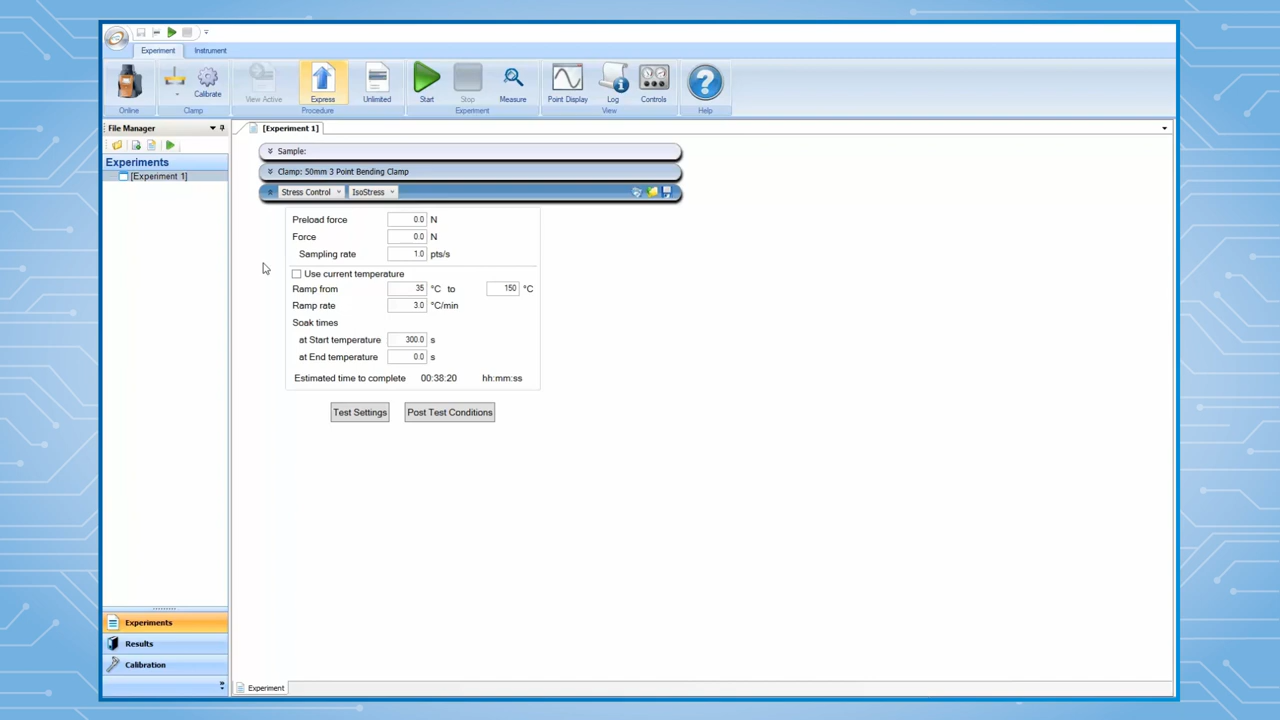 Experiment Instrument
Online
Calibrate
Clamp
View Active
Express
Unlimited
Procedure
Start
Stop
Measure
Experiment
Point Display
Log
Controls
View
Help
File Manager
Experiments
[Experiment 1]
[Experiment 1]
Sample:
Clamp: 50mm 3 Point Bending Clamp
Stress Control IsoStress
Preload force 0.0 N
Force 0.0 N
Sampling rate 1.0 pts/s
Use current temperature
Ramp from 35 °C to 150 °C
Ramp rate 3.0 °C/min
Soak times
at Start temperature 300.0 s
at End temperature 0.0 s
Estimated time to complete 00:38:20 hh:mm:ss
Test Settings Post Test Conditions
Experiments
Results
Calibration
Experiment